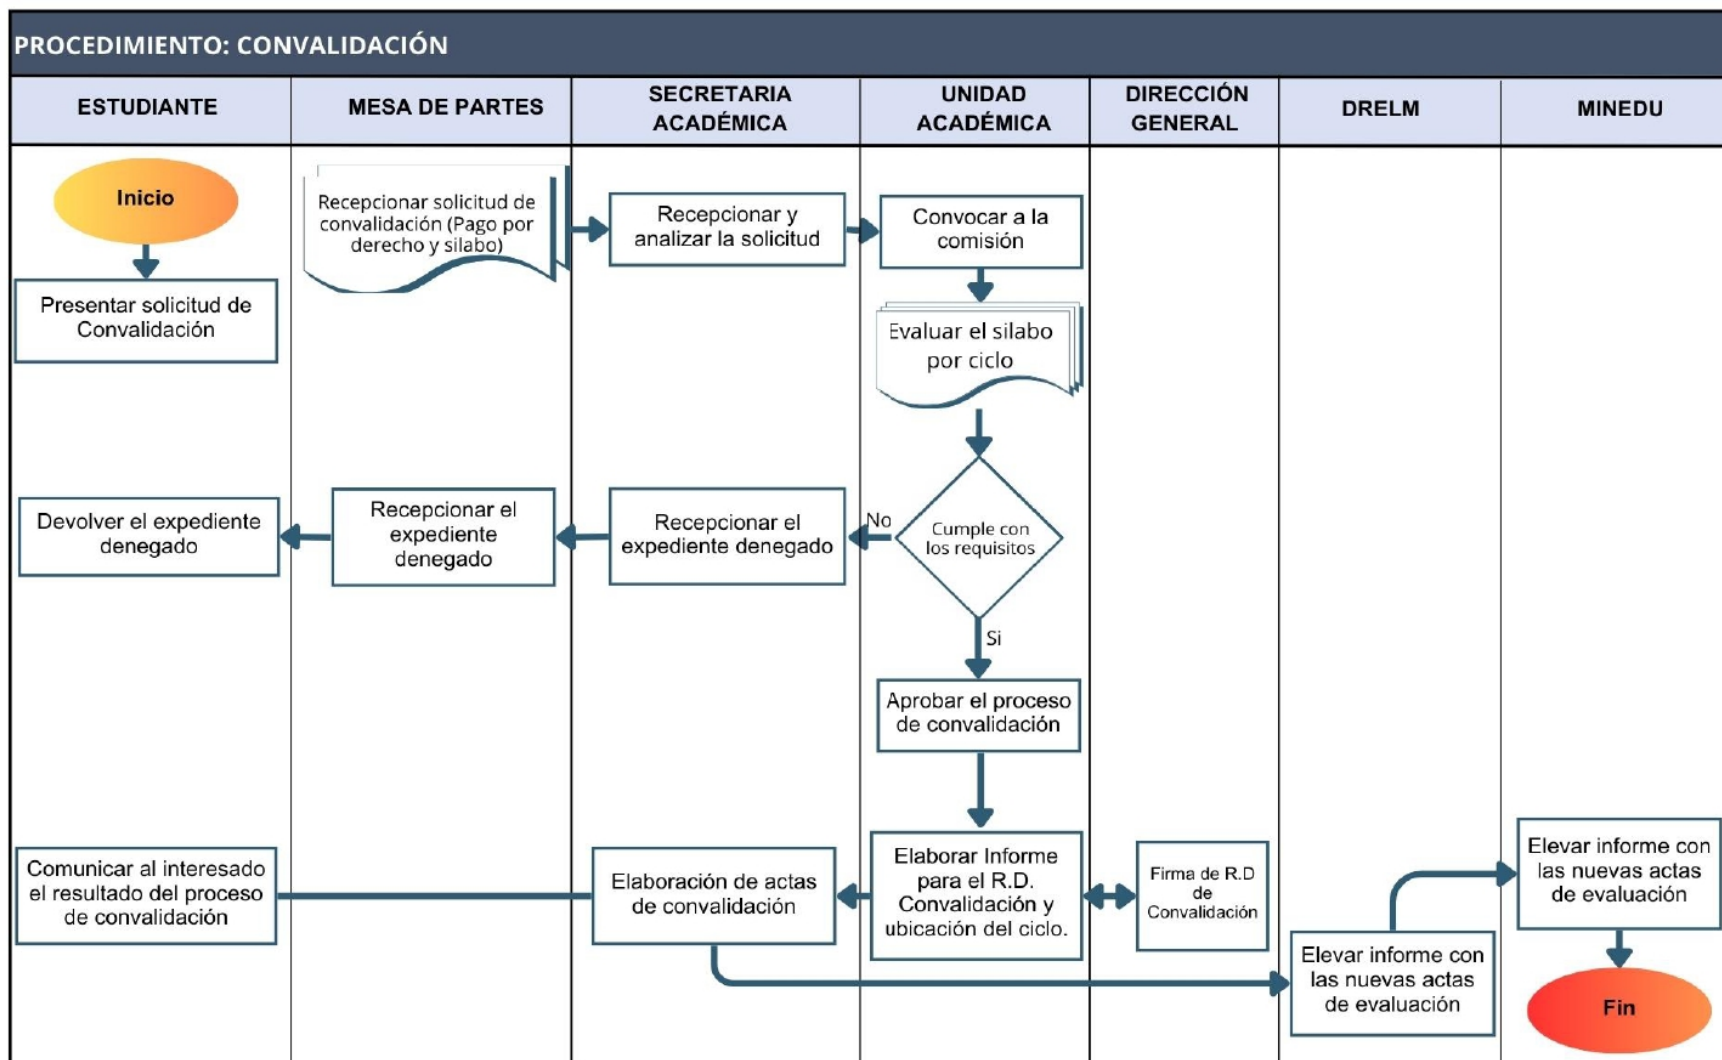 PROCEDIMIENTO: CONVALIDACIÓN
ESTUDIANTE
MESA DE PARTES
SECRETARIA
ACADÉMICA
UNIDAD
ACADÉMICA
DIRECCIÓN
GENERAL
DRELM
MINEDU
Inicio
Presentar solicitud de
Convalidación
Recepcionar solicitud de
convalidación (Pago por
derecho y silabo)
Recepcionar y
analizar la solicitud
Convocar a la
comisión
Evaluar el silabo
por ciclo
Cumple con
los requisitos
No
Recepcionar el
expediente denegado
Recepcionar el
expediente
denegado
Devolver el expediente
denegado
Si
Aprobar el proceso
de convalidación
Elaborar Informe
para el R.D.
Convalidación y
ubicación del ciclo.
Firma de R.D
de
Convalidación
Elaboración de actas
de convalidación
Comunicar al interesado
el resultado del proceso
de convalidación
Elevar informe con
las nuevas actas
de evaluación
Elevar informe con
las nuevas actas
de evaluación
Fin